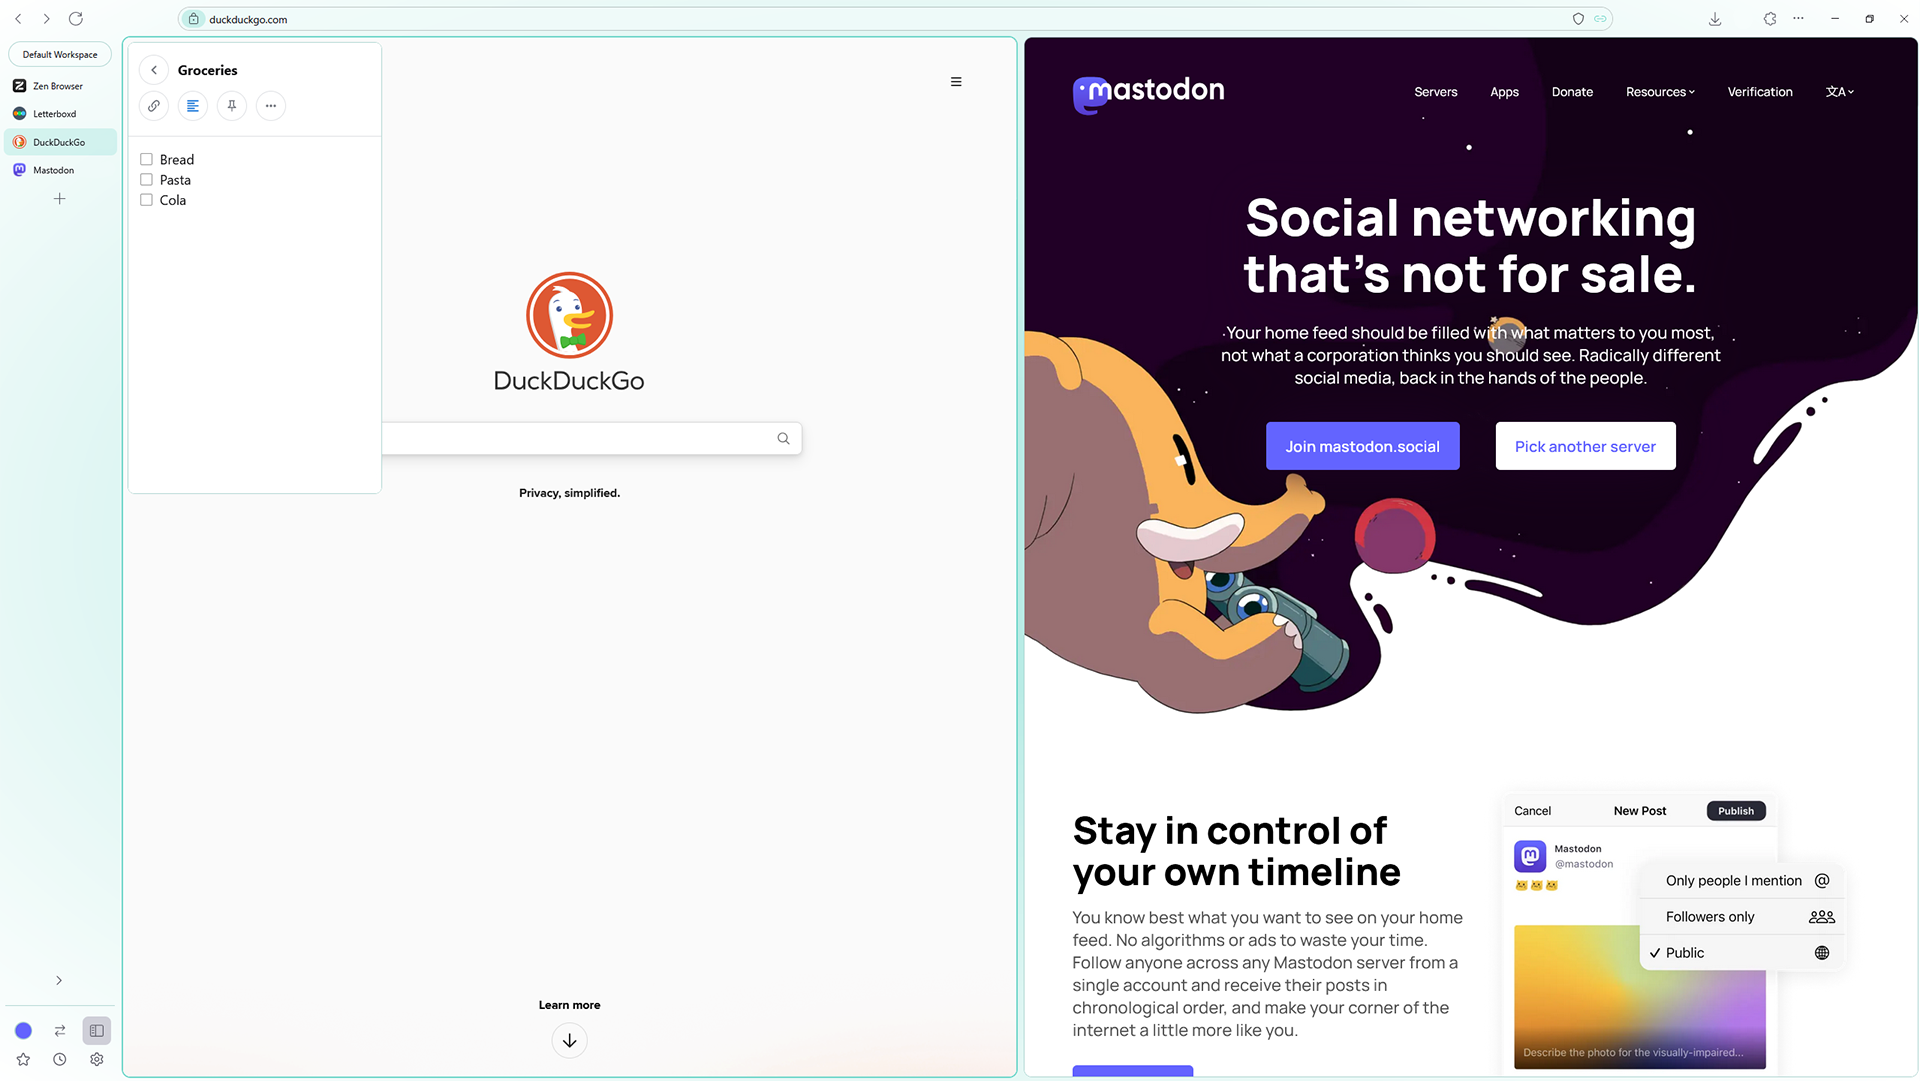 duckduckgo.com
Default Workspace
Zen Browser
Letterboxd
DuckDuckGo
Mastodon
Groceries
Bread
Pasta
Cola
DuckDuckGo
Privacy, simplified.
Learn more
mastodon
Servers
Apps
Donate
Resources
Verification
文A
Social networking
that's not for sale.
Your home feed should be filled with what matters to you most,
not what a corporation thinks you should see. Radically different
social media, back in the hands of the people.
Join mastodon.social
Pick another server
Stay in control of
your own timeline
You know best what you want to see on your home
feed. No algorithms or ads to waste your time.
Follow anyone across any Mastodon server from a
single account and receive their posts in
chronological order, and make your corner of the
internet a little more like you.
Cancel
New Post
Publish
Mastodon
@mastodon
Only people I mention @
Followers only
Public
Describe the photo for the visually-impaired...